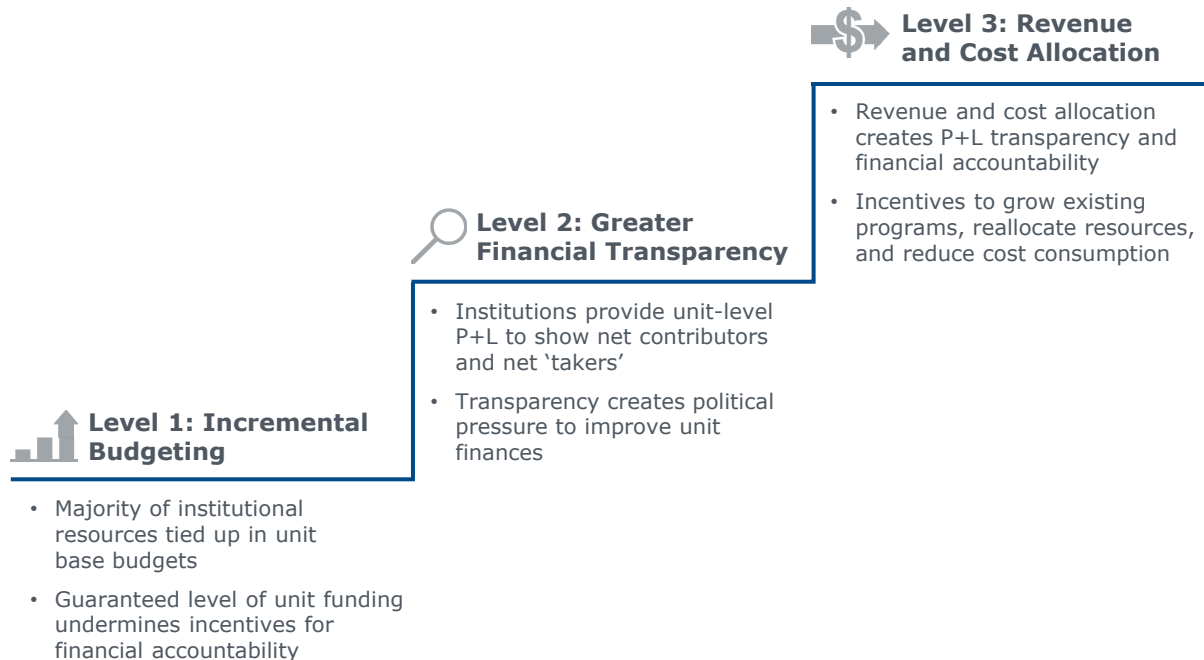 Level 3: Revenue
and Cost Allocation
• Revenue and cost allocation
creates P+L transparency and
financial accountability
• Incentives to grow existing
programs, reallocate resources,
and reduce cost consumption
Level 2: Greater
Financial Transparency
• Institutions provide unit-level
P+L to show net contributors
and net ‘takers’
• Transparency creates political
pressure to improve unit
finances
Level 1: Incremental
Budgeting
• Majority of institutional
resources tied up in unit
base budgets
• Guaranteed level of unit funding
undermines incentives for
financial accountability